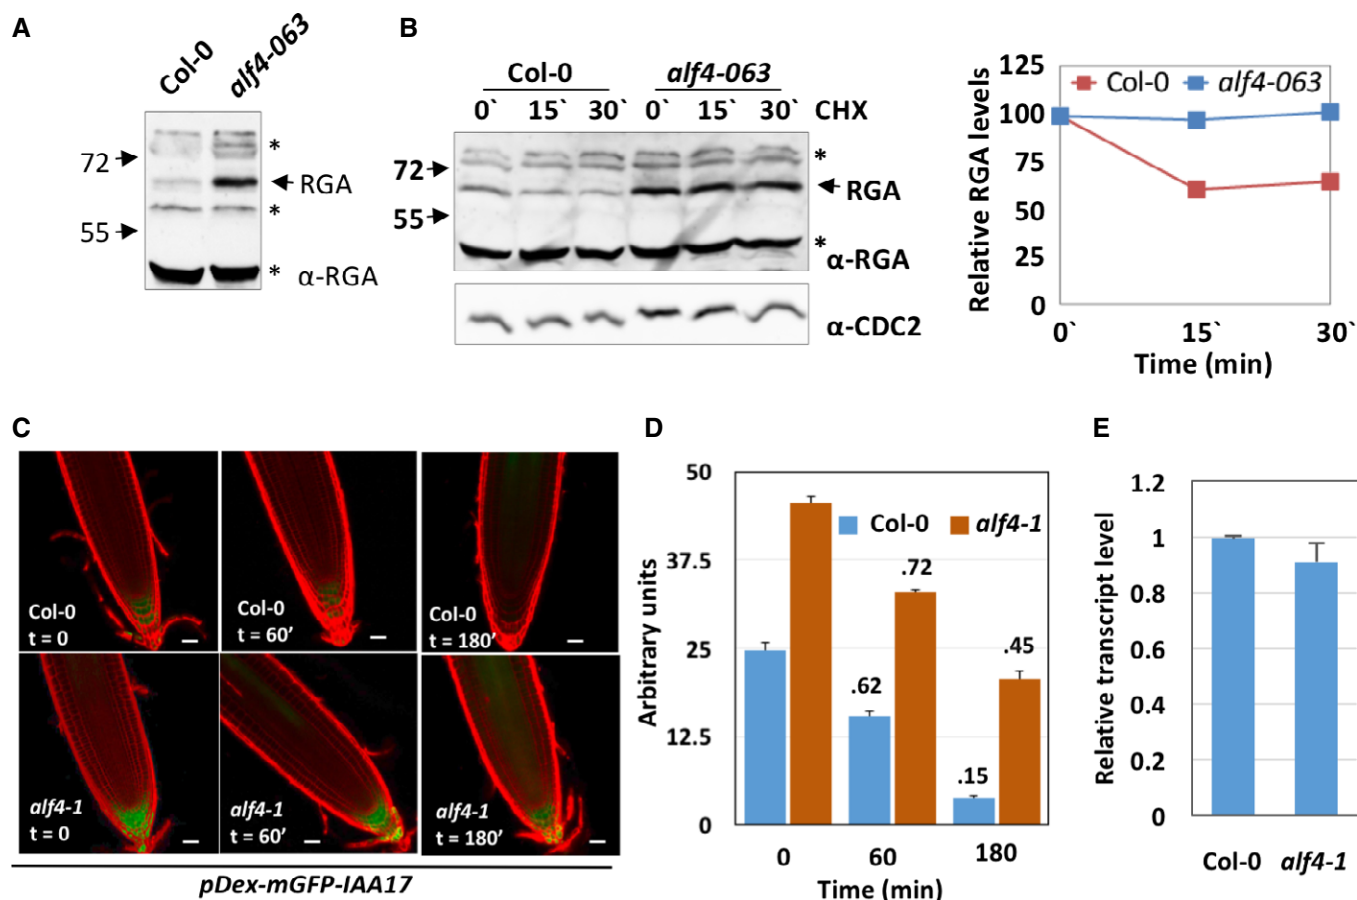 A
Col-0
alf4-063
72
55
*
RGA
*
*
α-RGA
B
Col-0
alf4-063
0` 15` 30` 0` 15` 30` CHX
72
55
*
RGA
*
α-RGA
α-CDC2
Relative RGA levels
125
100
75
50
25
0
Col-0
alf4-063
0` 15` 30`
Time (min)
C
Col-0
t = 0
Col-0
t = 60’
Col-0
t = 180’
alf4-1
t = 0
alf4-1
t = 60’
alf4-1
t = 180’
pDex-mGFP-IAA17
D
Arbitrary units
50
37.5
25
12.5
0
Col-0
alf4-1
.62
.72
.15
.45
0 60 180
Time (min)
E
Relative transcript level
1.2
1
0.8
0.6
0.4
0.2
0
Col-0 alf4-1